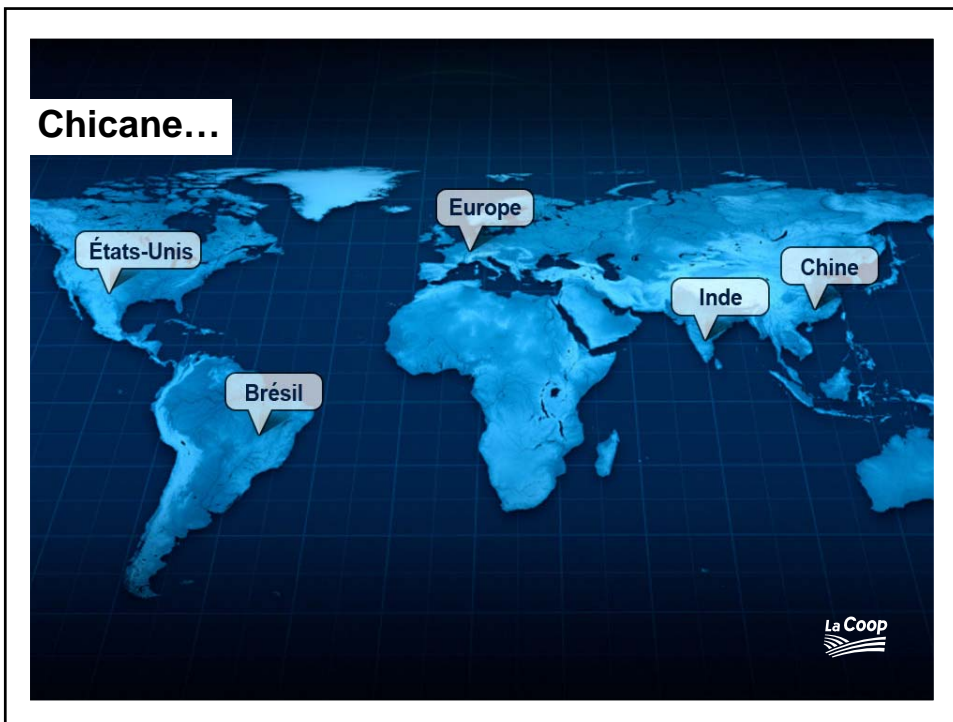 Chicane…
Europe
États-Unis
Chine
Inde
Brésil
La Coop